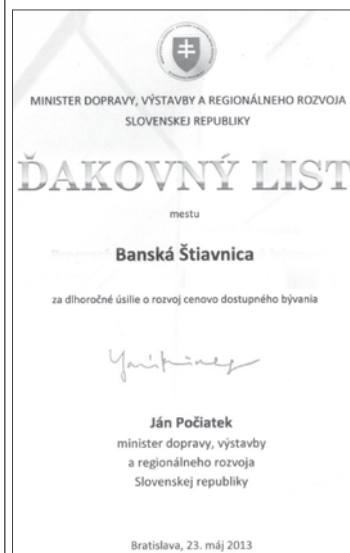 MINISTER DOPRAVY, VÝSTAVBY A REGIONÁLNEHO ROZVOJA
SLOVENSKEJ REPUBLIKY
ĎAKOVNÝ LIST
mestu
Banská Štiavnica
za dlhoročné úsilie o rozvoj cenovo dostupného bývania
Ján Počiatek
minister dopravy, výstavby
a regionálneho rozvoja
Slovenskej republiky
Bratislava, 23. máj 2013